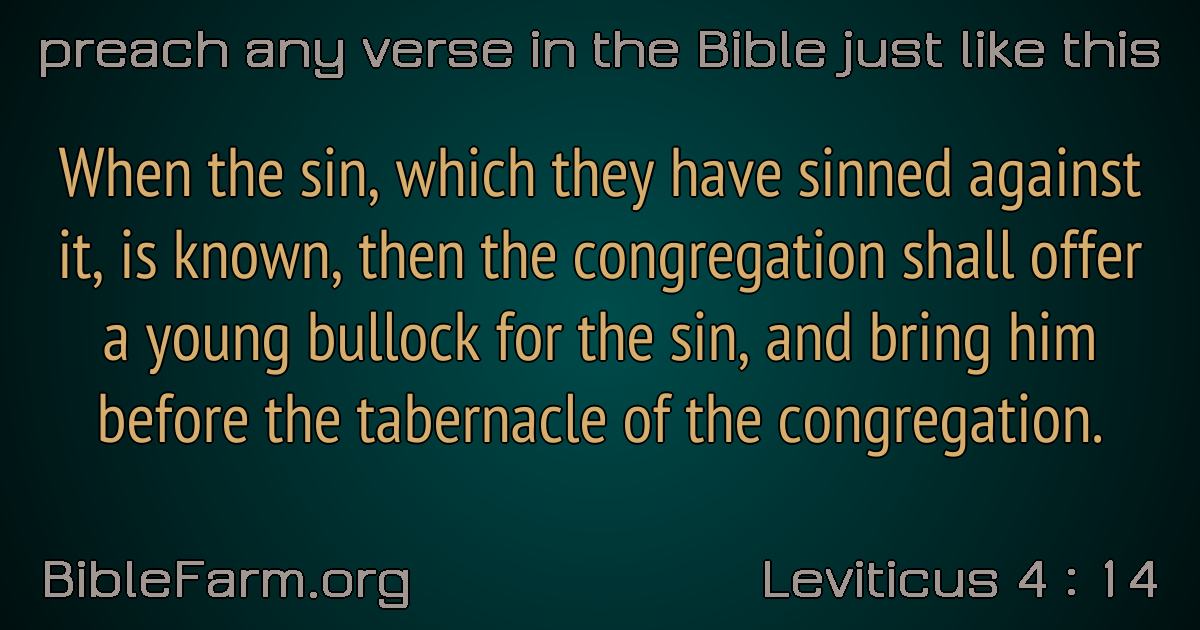 preach any verse in the Bible just like this
When the sin, which they have sinned against
it, is known, then the congregation shall offer
a young bullock for the sin, and bring him
before the tabernacle of the congregation.
BibleFarm.org
Leviticus 4 : 14